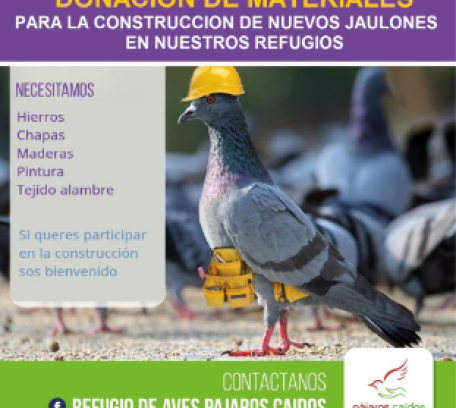 DONACION DE MATERIALES
PARA LA CONSTRUCCION DE NUEVOS JAULONES
EN NUESTROS REFUGIOS
NECESITAMOS
Hierros
Chapas
Maderas
Pintura
Tejido alambre
Si queres participar
en la construcción
sos bienvenido
CONTACTANOS
REFUGIO DE AVES PAJAROS CAIDOS
pájaros caídos